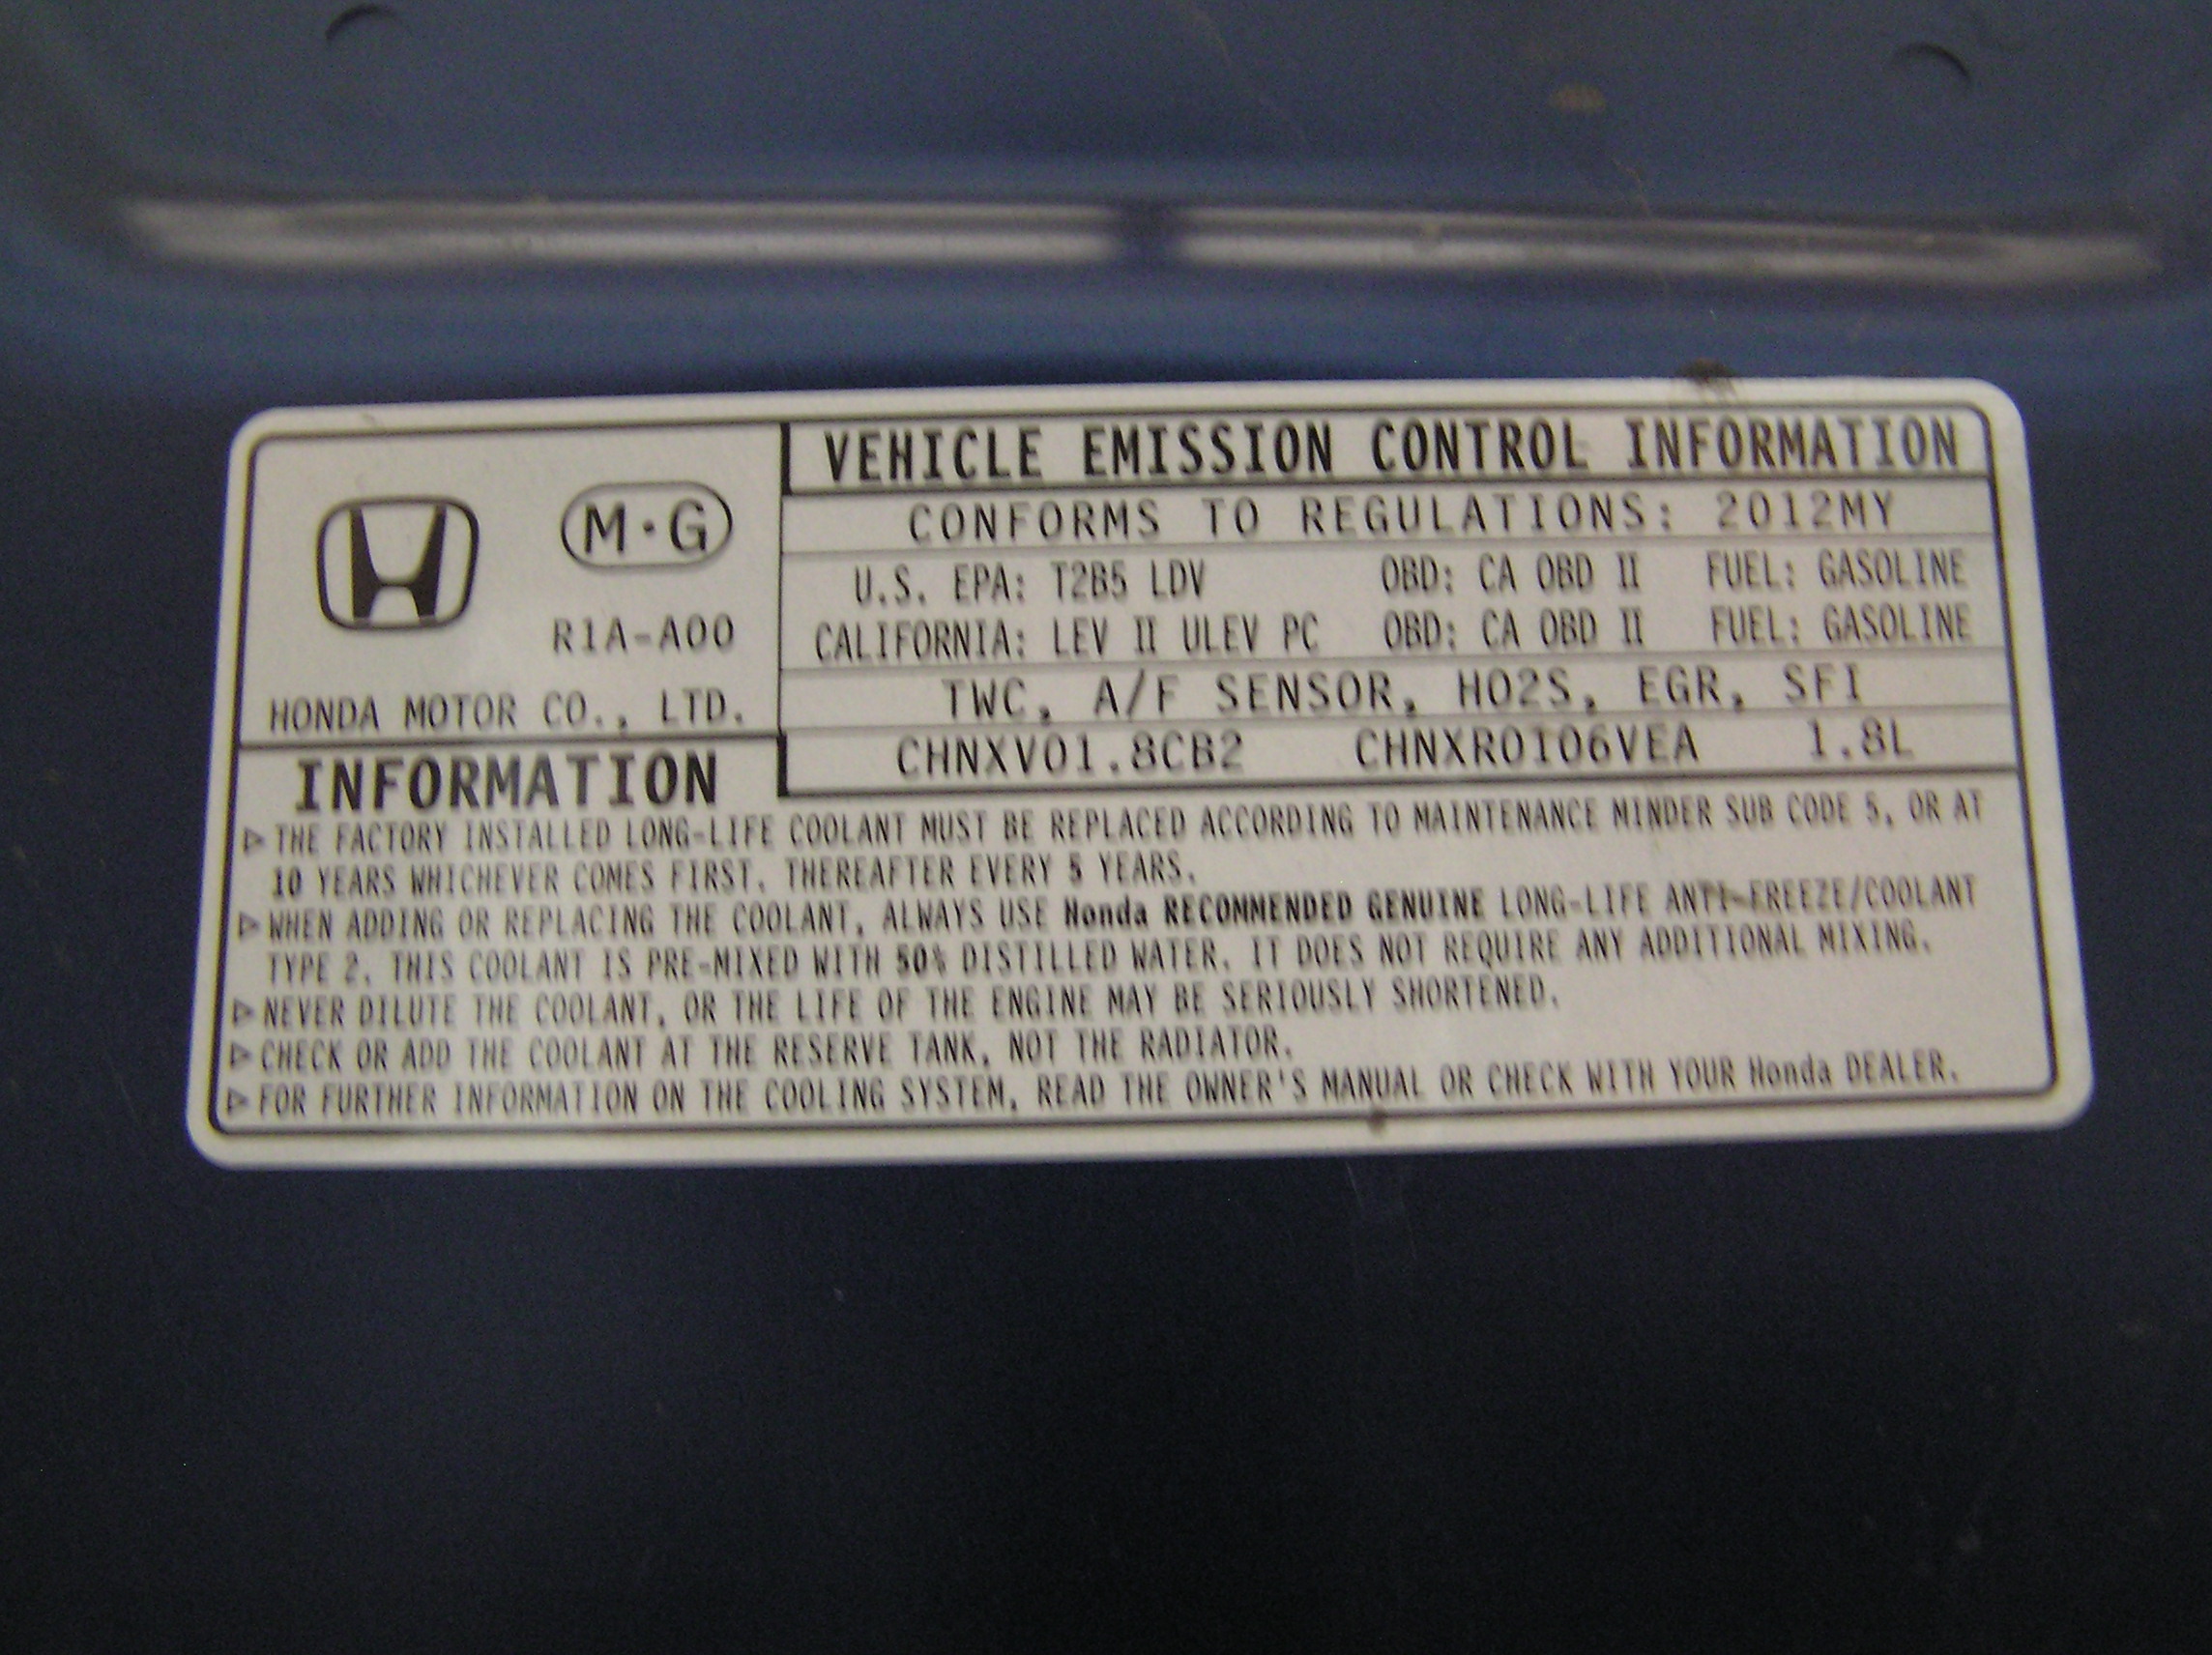 VEHICLE EMISSION CONTROL INFORMATION
M·G
CONFORMS TO REGULATIONS: 2012MY
U.S. EPA: T2B5 LDV OBD: CA OBD II FUEL: GASOLINE
R1A-A00
CALIFORNIA: LEV II ULEV PC OBD: CA OBD II FUEL: GASOLINE
HONDA MOTOR CO., LTD.
TWC, A/F SENSOR, HO2S, EGR, SFI
CHNXV01.8CB2 CHNXR0106VEA 1.8L
INFORMATION
▷ THE FACTORY INSTALLED LONG-LIFE COOLANT MUST BE REPLACED ACCORDING TO MAINTENANCE MINDER SUB CODE 5, OR AT
10 YEARS WHICHEVER COMES FIRST. THEREAFTER EVERY 5 YEARS.
▷ WHEN ADDING OR REPLACING THE COOLANT, ALWAYS USE Honda RECOMMENDED GENUINE LONG-LIFE ANTI-FREEZE/COOLANT
TYPE 2. THIS COOLANT IS PRE-MIXED WITH 50% DISTILLED WATER. IT DOES NOT REQUIRE ANY ADDITIONAL MIXING.
▷ NEVER DILUTE THE COOLANT, OR THE LIFE OF THE ENGINE MAY BE SERIOUSLY SHORTENED.
▷ CHECK OR ADD THE COOLANT AT THE RESERVE TANK, NOT THE RADIATOR.
▷ FOR FURTHER INFORMATION ON THE COOLING SYSTEM, READ THE OWNER'S MANUAL OR CHECK WITH YOUR Honda DEALER.